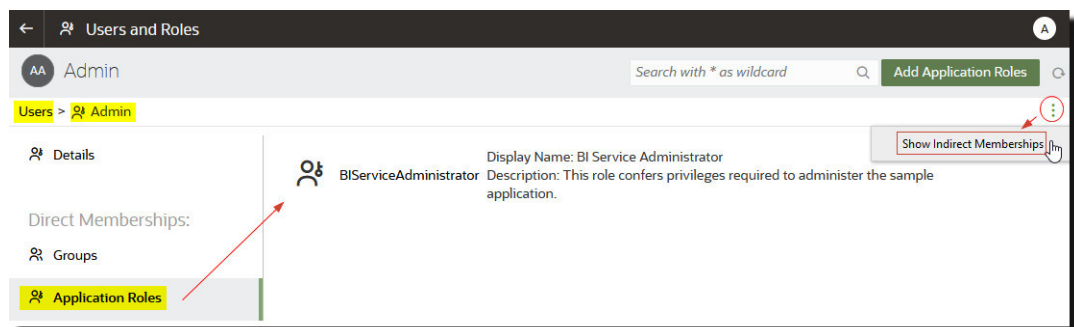 Users and Roles
A
AA
Admin
Search with * as wildcard
Add Application Roles
Users > Admin
Show Indirect Memberships
Details
Display Name: BI Service Administrator
BIServiceAdministrator Description: This role confers privileges required to administer the sample
application.
Direct Memberships:
Groups
Application Roles